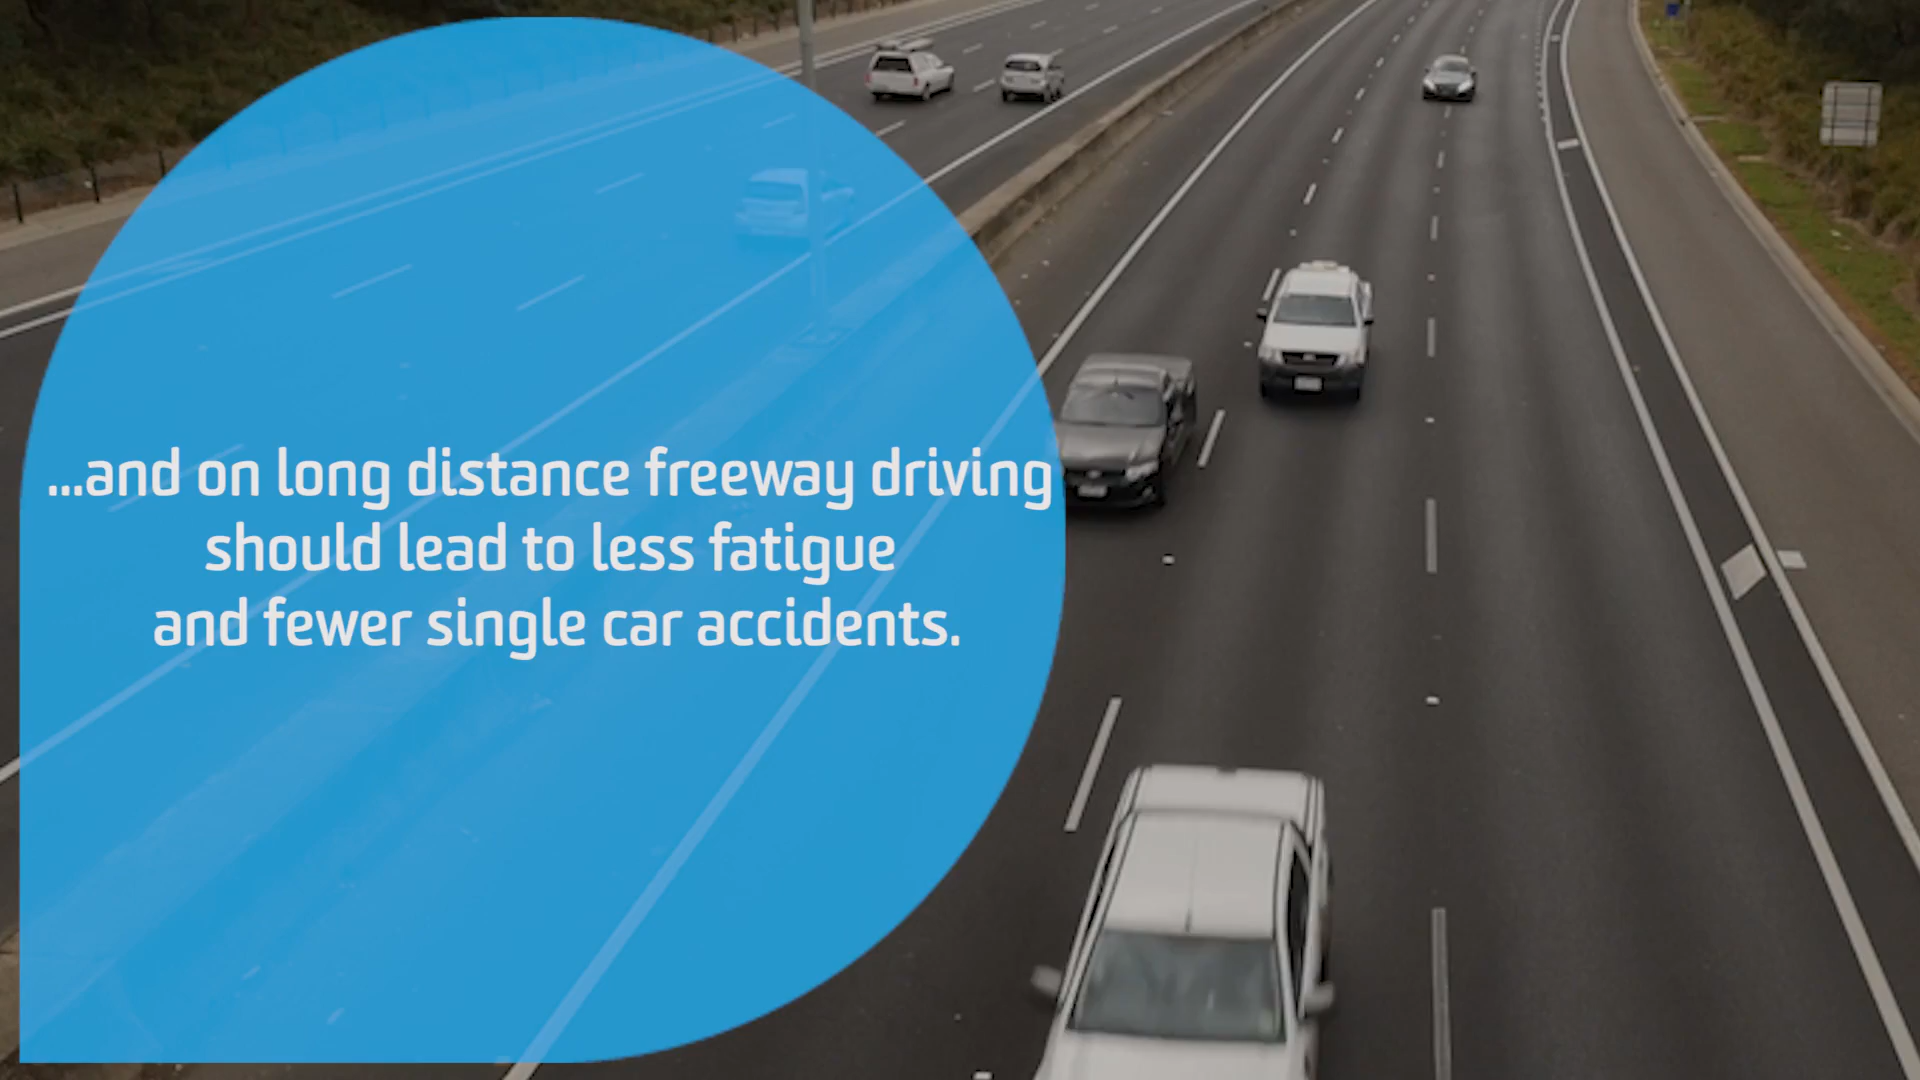 ...and on long distance freeway driving
should lead to less fatigue
and fewer single car accidents.